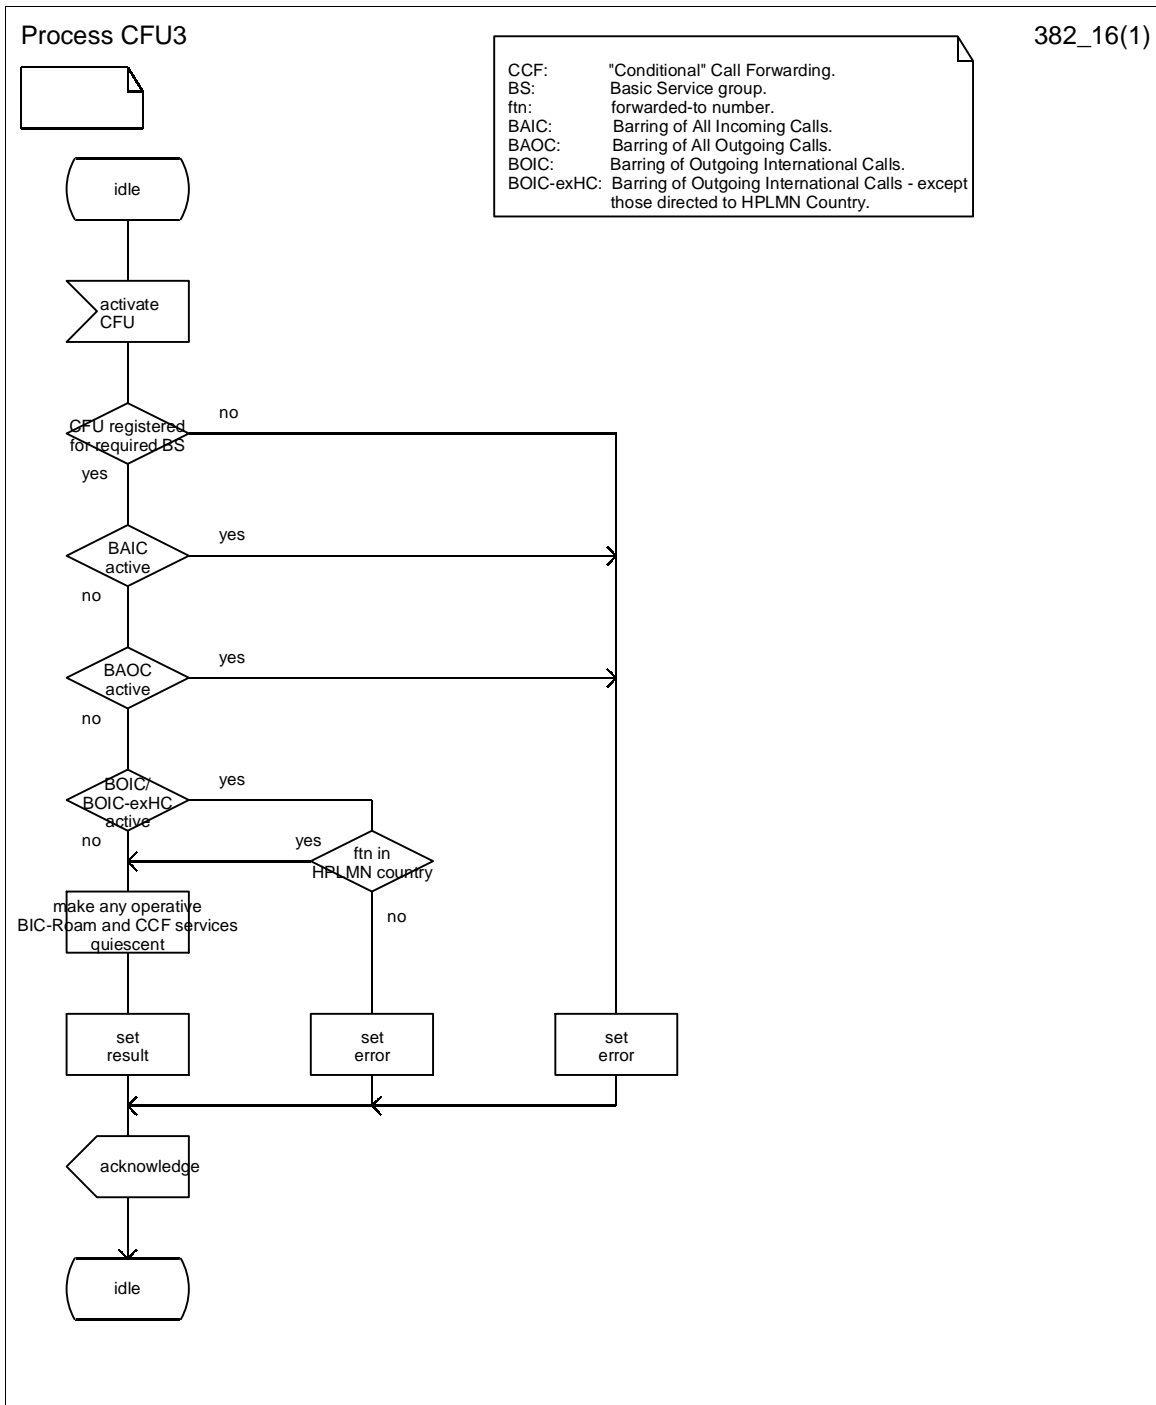 Process CFU3
382_16(1)
CCF: "Conditional" Call Forwarding.
BS: Basic Service group.
ftn: forwarded-to number.
BAIC: Barring of All Incoming Calls.
BAOC: Barring of All Outgoing Calls.
BOIC: Barring of Outgoing International Calls.
BOIC-exHC: Barring of Outgoing International Calls - except
those directed to HPLMN Country.
idle
activate
CFU
CFU registered
for required BS
no
yes
BAIC
active
yes
no
BAOC
active
yes
no
BOIC/
BOIC-exHC
active
yes
no
yes
ftn in
HPLMN country
no
make any operative
BIC-Roam and CCF services
quiescent
set
result
set
error
set
error
acknowledge
idle